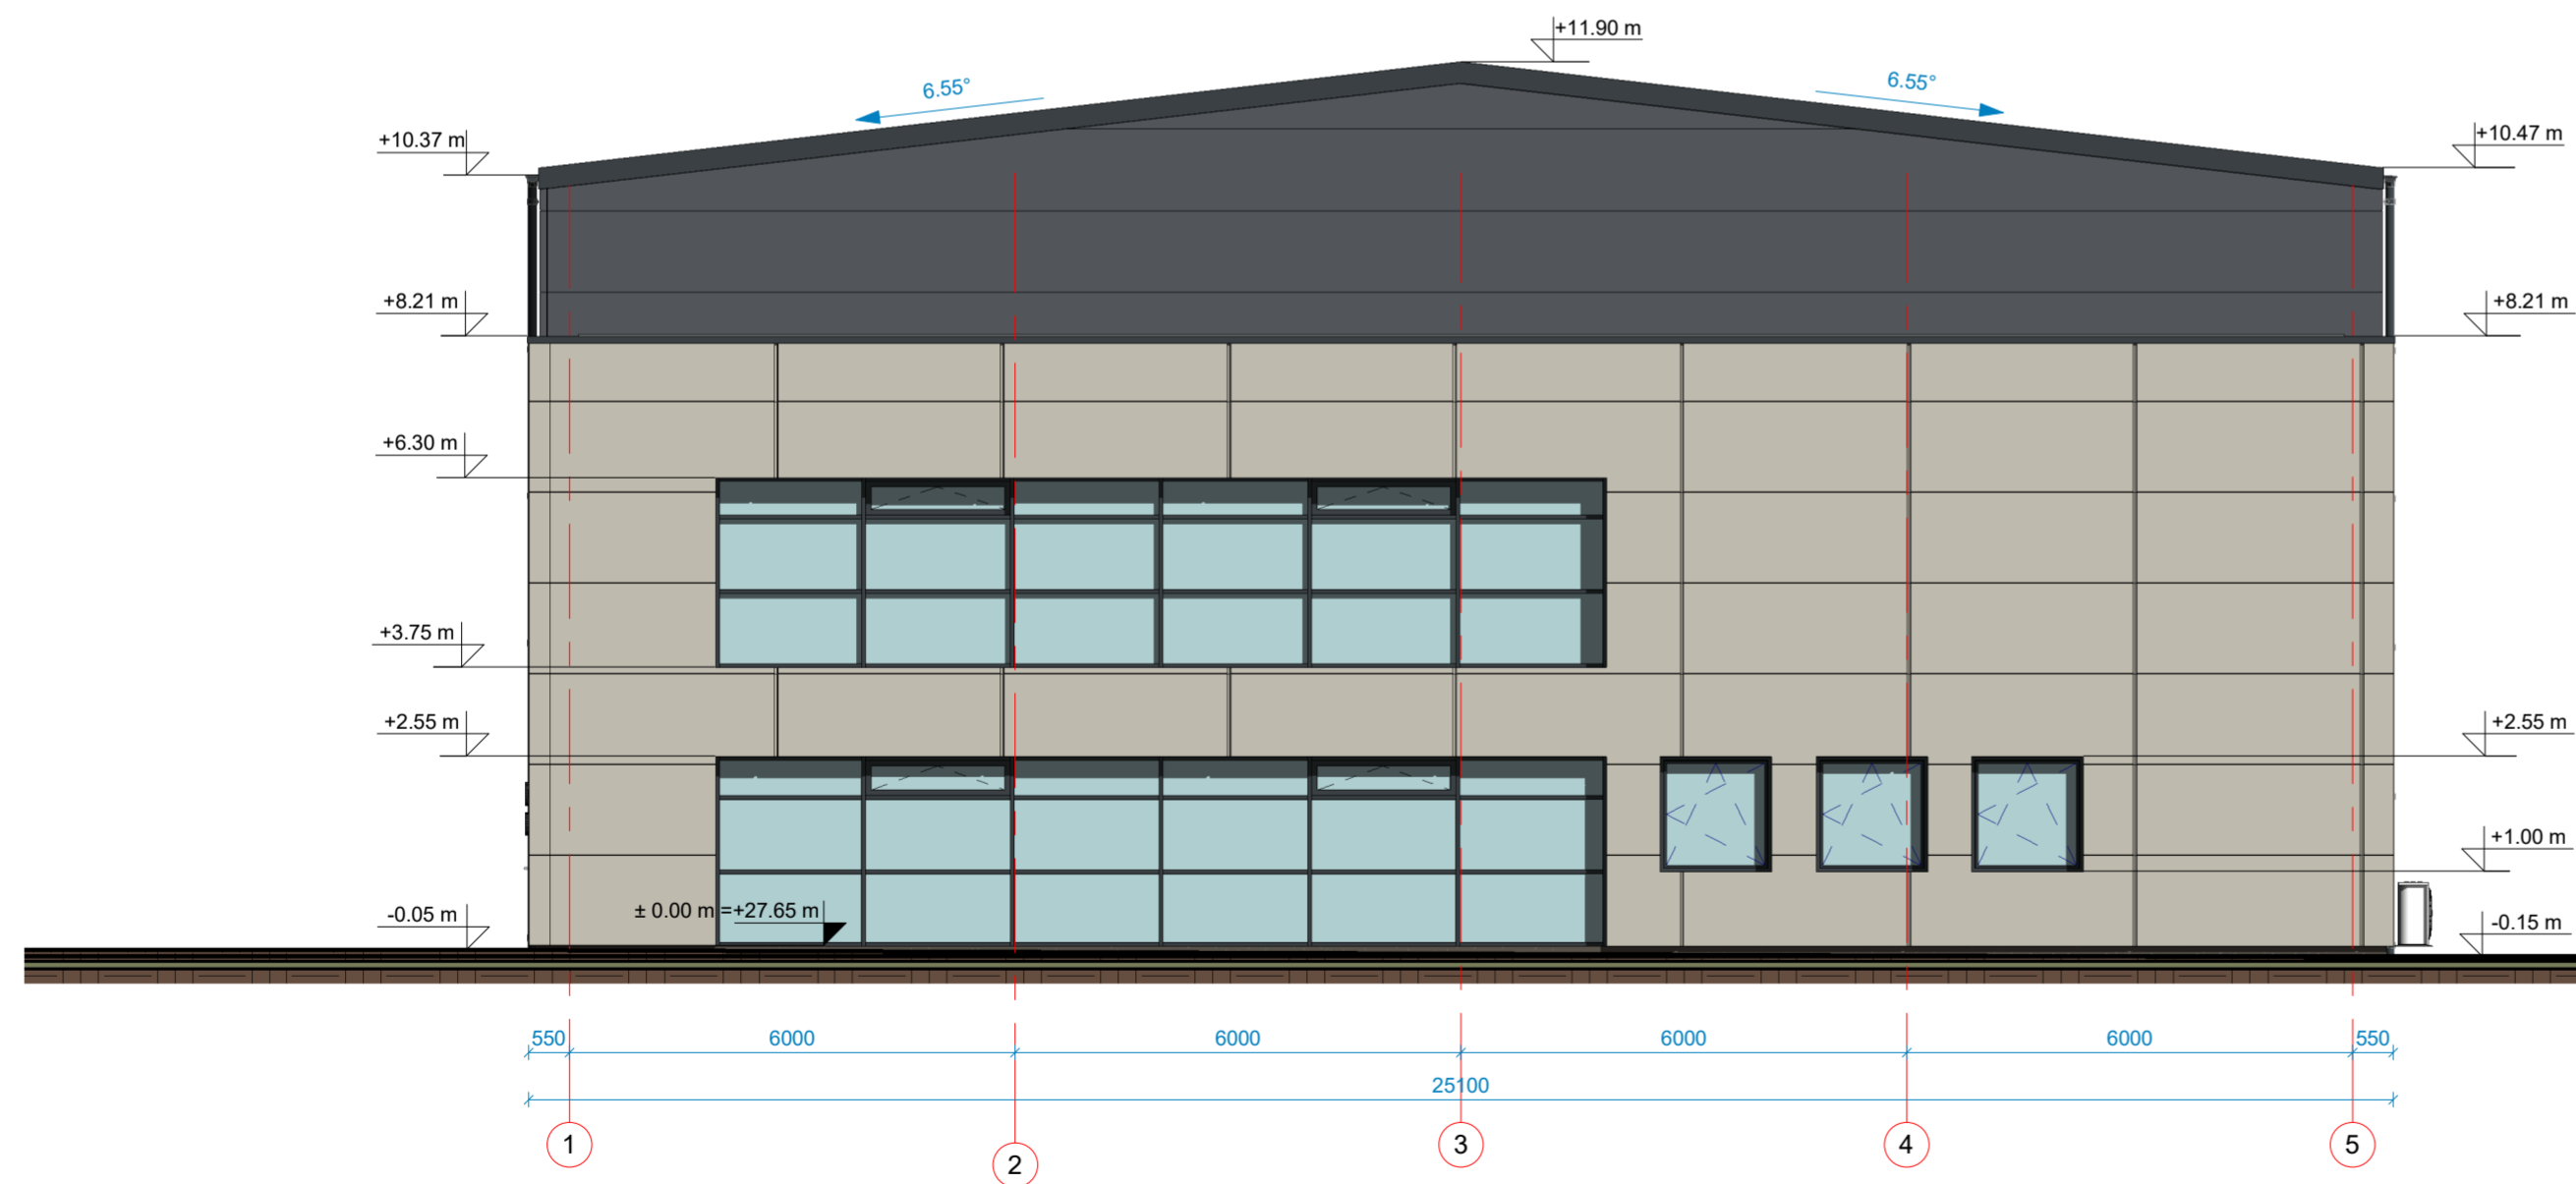 +11.90 m
6.55°
6.55°
+10.37 m
+10.47 m
+8.21 m
+8.21 m
+6.30 m
+3.75 m
+2.55 m
+2.55 m
+1.00 m
-0.05 m
± 0.00 m =+27.65 m
-0.15 m
550
6000
6000
6000
6000
550
25100
1
2
3
4
5